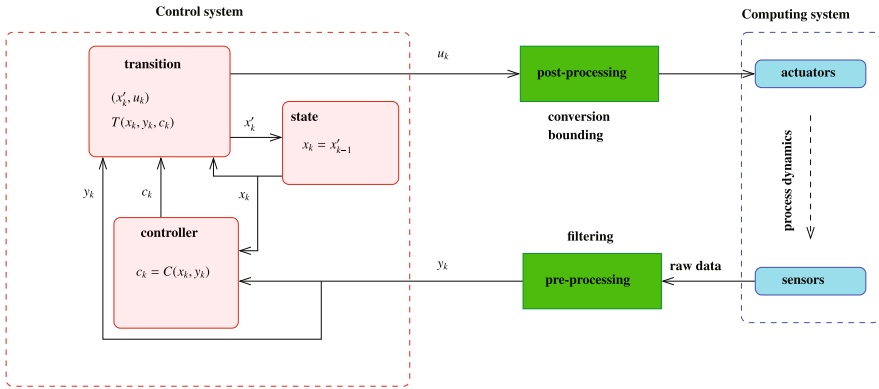 Control system
Computing system
transition
(x′ₖ, uₖ)
T(xₖ, yₖ, cₖ)
uₖ
post-processing
actuators
conversion
bounding
x′ₖ
state
xₖ = x′ₖ₋₁
process dynamics
yₖ
cₖ
xₖ
controller
cₖ = C(xₖ, yₖ)
filtering
yₖ
pre-processing
raw data
sensors